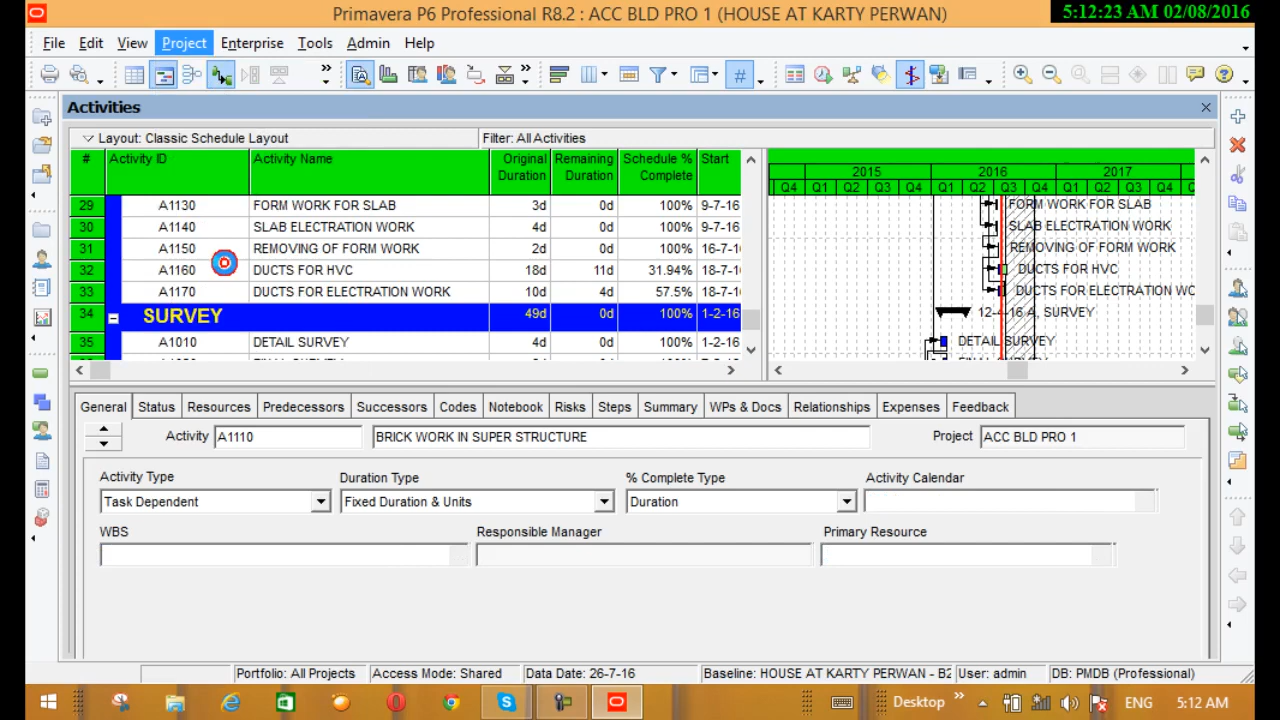 Primavera P6 Professional R8.2 : ACC BLD PRO 1 (HOUSE AT KARTY PERWAN)
5:12:23 AM 02/08/2016
File Edit View Project Enterprise Tools Admin Help
Activities
Layout: Classic Schedule Layout
Filter: All Activities
# Activity ID Activity Name Original Duration Remaining Duration Schedule % Complete Start
2015 2016 2017
Q4 Q1 Q2 Q3 Q4 Q1 Q2 Q3 Q4 Q1 Q2 Q3 Q4
29 A1130 FORM WORK FOR SLAB 3d 0d 100% 9-7-16 FORM WORK FOR SLAB
30 A1140 SLAB ELECTRATION WORK 4d 0d 100% 9-7-16 SLAB ELECTRATION WORK
31 A1150 REMOVING OF FORM WORK 2d 0d 100% 16-7-1 REMOVING OF FORM WORK
32 A1160 DUCTS FOR HVC 18d 11d 31.94% 18-7-1 DUCTS FOR HVC
33 A1170 DUCTS FOR ELECTRATION WORK 10d 4d 57.5% 18-7-1 DUCTS FOR ELECTRATION WO
34 SURVEY 49d 0d 100% 1-2-16 A, SURVEY
35 A1010 DETAIL SURVEY 4d 0d 100% 1-2-16 DETAIL SURVEY
General Status Resources Predecessors Successors Codes Notebook Risks Steps Summary WPs & Docs Relationships Expenses Feedback
Activity A1110 BRICK WORK IN SUPER STRUCTURE Project ACC BLD PRO 1
Activity Type Duration Type % Complete Type Activity Calendar
Task Dependent Fixed Duration & Units Duration
WBS Responsible Manager Primary Resource
Portfolio: All Projects Access Mode: Shared Data Date: 26-7-16 Baseline: HOUSE AT KARTY PERWAN - B2 User: admin DB: PMDB (Professional)
Desktop ENG 5:12 AM